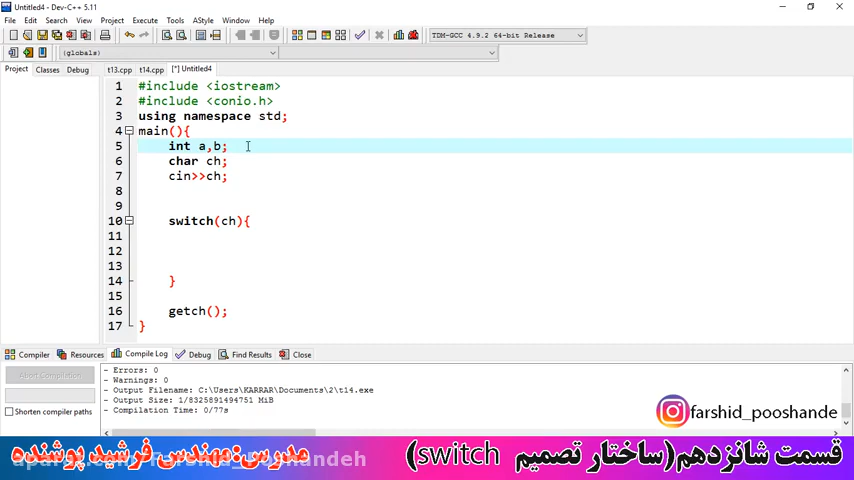 Untitled4 - Dev-C++ 5.11
File Edit Search View Project Execute Tools AStyle Window Help
TDM-GCC 4.9.2 64-bit Release
(globals)
Project Classes Debug t13.cpp t14.cpp [*] Untitled4
1 #include <iostream>
2 #include <conio.h>
3 using namespace std;
4 main(){
5 int a,b;
6 char ch;
7 cin>>ch;
8
9
10 switch(ch){
11
12
13
14 }
15
16 getch();
17 }
Compiler Resources Compile Log Debug Find Results Close
Abort Compilation
Shorten compiler paths
- Errors: 0
- Warnings: 0
- Output Filename: C:\Users\KARRAR\Documents\2\t14.exe
- Output Size: 1/8325891494751 MiB
- Compilation Time: 0/77s
farshid_pooshande
قسمت شانزدهم(ساختار تصمیم switch)
مدرس:مهندس فرشید پوشنده
aparat.com/Farshid_Pooshandeh